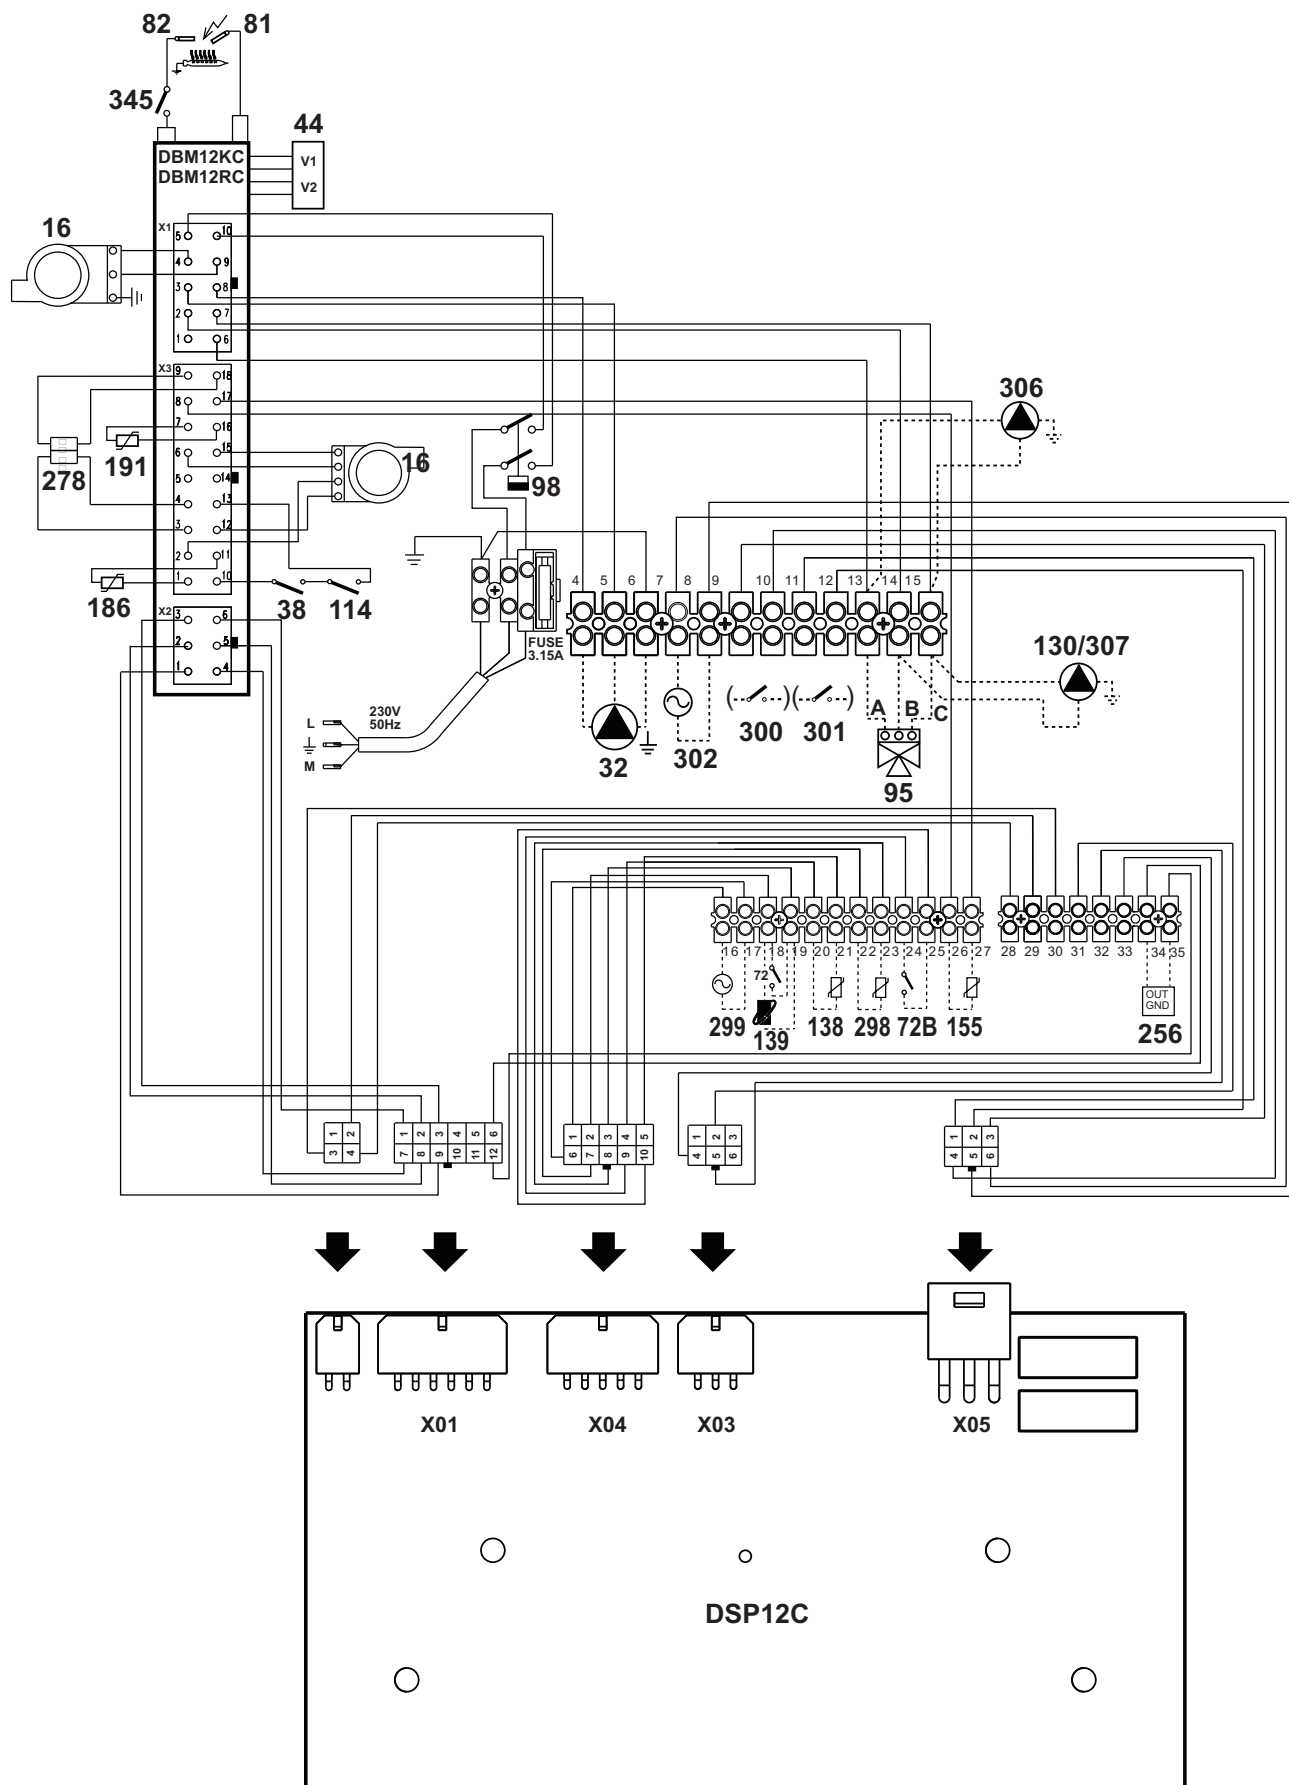 82 81
345
44
DBM12KC
DBM12RC
V1
V2
16
X1
5 10
4 9
3 8
2 7
1 6
X3
9 18
8 17
7 16
6 15
5 14
4 13
3 12
2 11
1 10
278
191
16
98
306
186
38 114
X2
3 6
2 5
1 4
4 5 6 7 8 9 10 11 12 13 14 15
FUSE
3.15A
130/307
230V
50Hz
L
M
A B C
300 301
32 302
95
16 17 18 19 20 21 22 23 24 25 26 27
28 29 30 31 32 33 34 35
72
OUT
GND
299 139 138 298 72B 155
256
1 2
3 4
1 2 3 4 5 6
7 8 9 10 11 12
1 2 3 4 5
6 7 8 9 10
1 2 3
4 5 6
1 2 3
4 5 6
X01 X04 X03 X05
DSP12C